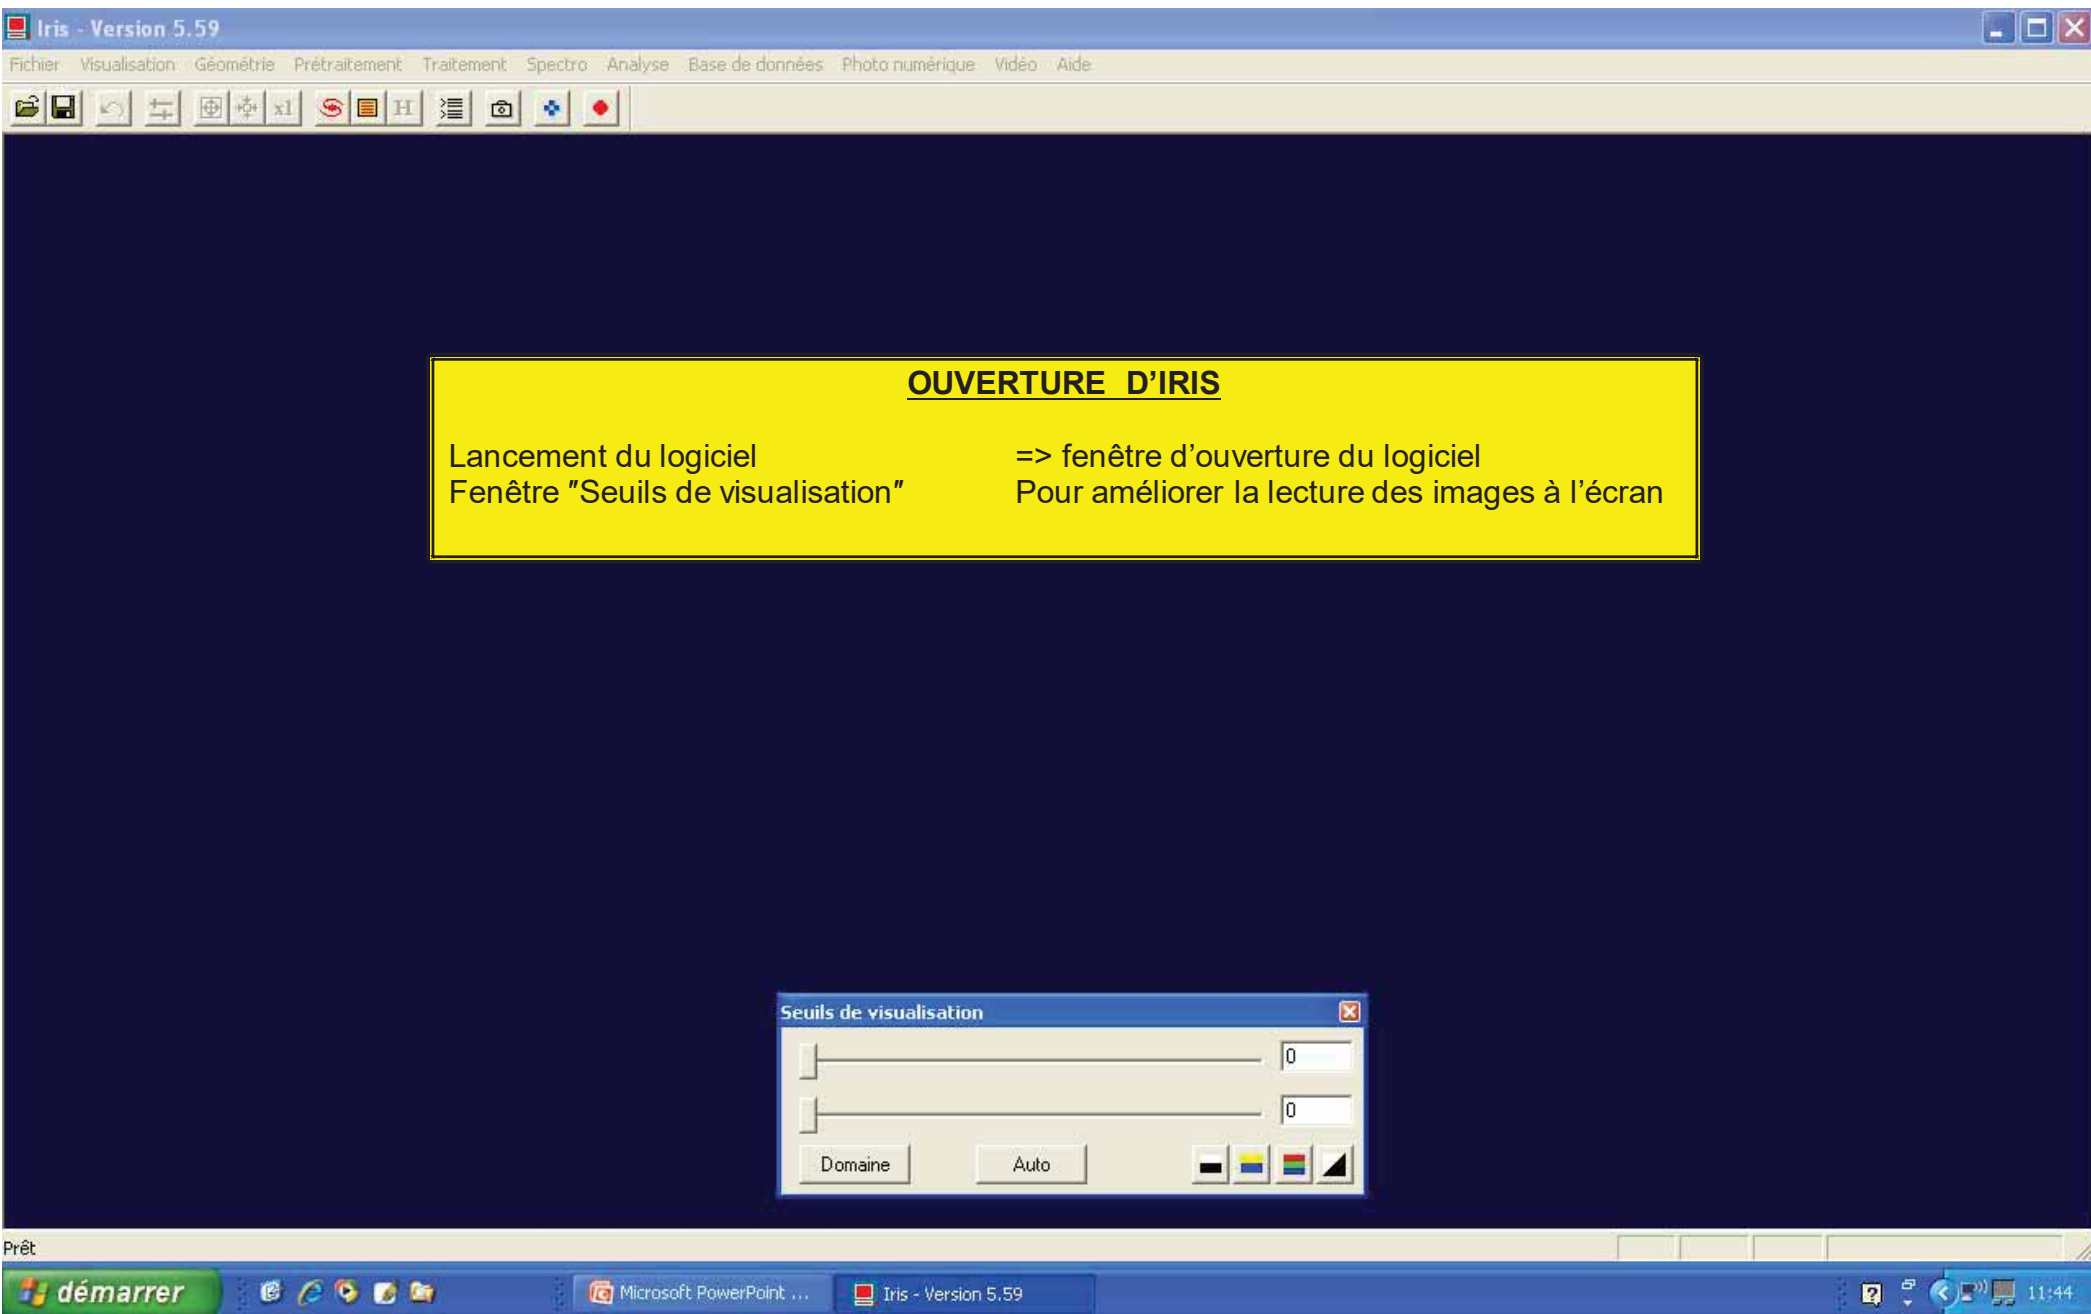 Iris - Version 5.59
Fichier Visualisation Géométrie Prétraitement Traitement Spectro Analyse Base de données Photo numérique Vidéo Aide
x1 H
OUVERTURE D’IRIS
Lancement du logiciel => fenêtre d’ouverture du logiciel
Fenêtre "Seuils de visualisation" Pour améliorer la lecture des images à l’écran
Seuils de visualisation
0
0
Domaine Auto
Prêt
démarrer Microsoft PowerPoint ... Iris - Version 5.59 11:44